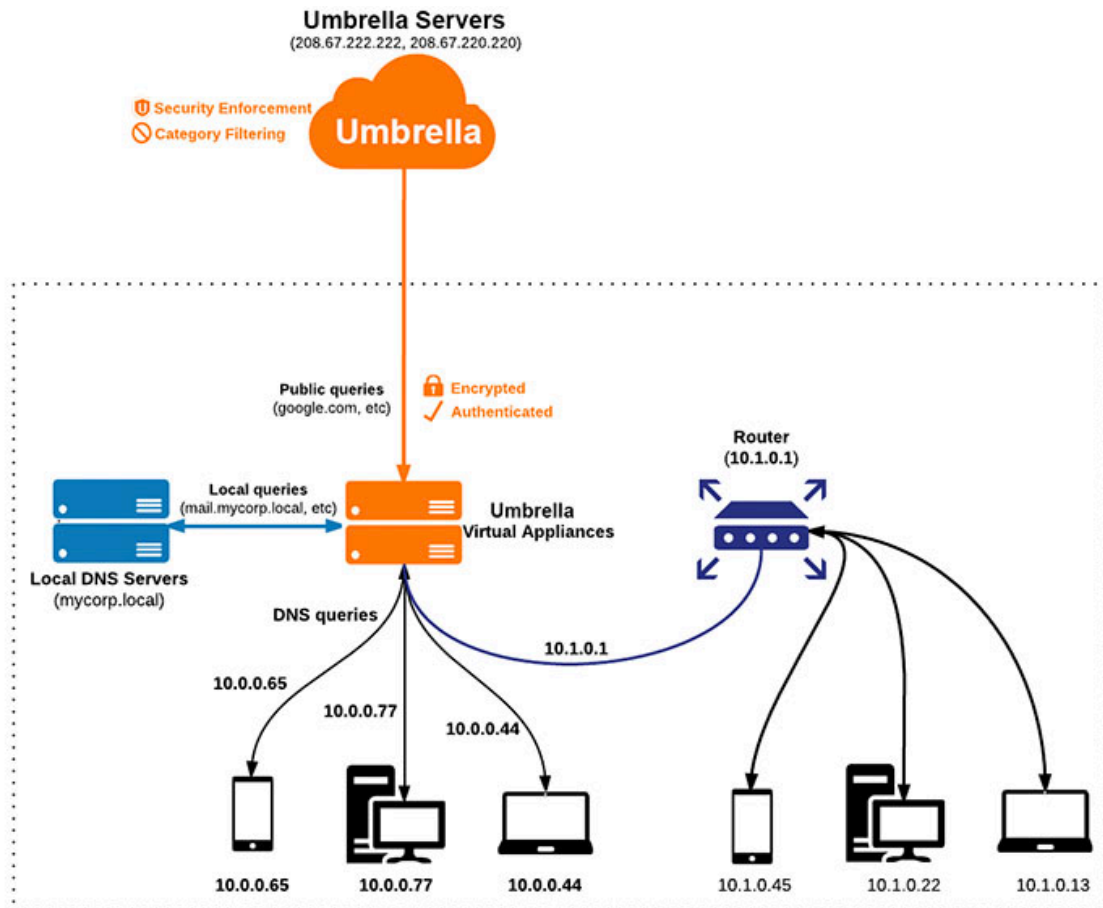 Umbrella Servers
(208.67.222.222, 208.67.220.220)
Security Enforcement
Category Filtering
Umbrella
Public queries
(google.com, etc)
Encrypted
Authenticated
Router
(10.1.0.1)
Local queries
(mail.mycorp.local, etc)
Umbrella
Virtual Appliances
Local DNS Servers
(mycorp.local)
DNS queries
10.1.0.1
10.0.0.65
10.0.0.77
10.0.0.44
10.0.0.65
10.0.0.77
10.0.0.44
10.1.0.45
10.1.0.22
10.1.0.13